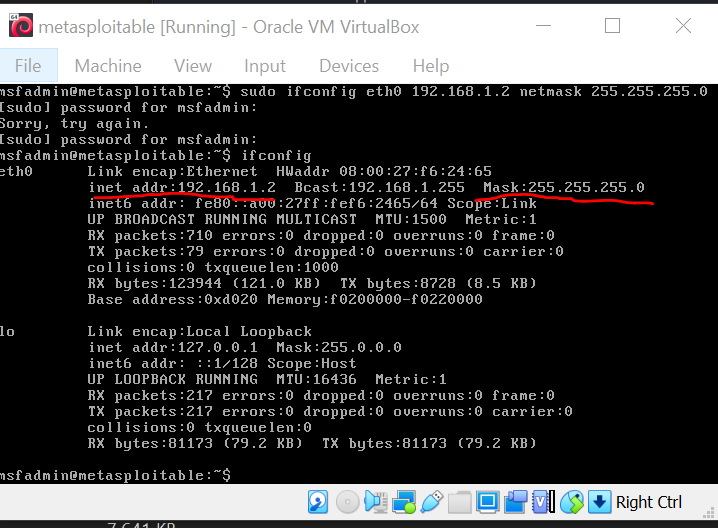 metasploitable [Running] - Oracle VM VirtualBox
File Machine View Input Devices Help
msfadmin@metasploitable:~$ sudo ifconfig eth0 192.168.1.2 netmask 255.255.255.0
[sudo] password for msfadmin:
Sorry, try again.
[sudo] password for msfadmin:
msfadmin@metasploitable:~$ ifconfig
eth0 Link encap:Ethernet HWaddr 08:00:27:f6:24:65
inet addr:192.168.1.2 Bcast:192.168.1.255 Mask:255.255.255.0
inet6 addr: fe80::a00:27ff:fef6:2465/64 Scope:Link
UP BROADCAST RUNNING MULTICAST MTU:1500 Metric:1
RX packets:710 errors:0 dropped:0 overruns:0 frame:0
TX packets:79 errors:0 dropped:0 overruns:0 carrier:0
collisions:0 txqueuelen:1000
RX bytes:123944 (121.0 KB) TX bytes:8728 (8.5 KB)
Base address:0xd020 Memory:f0200000-f0220000
lo Link encap:Local Loopback
inet addr:127.0.0.1 Mask:255.0.0.0
inet6 addr: ::1/128 Scope:Host
UP LOOPBACK RUNNING MTU:16436 Metric:1
RX packets:217 errors:0 dropped:0 overruns:0 frame:0
TX packets:217 errors:0 dropped:0 overruns:0 carrier:0
collisions:0 txqueuelen:0
RX bytes:81173 (79.2 KB) TX bytes:81173 (79.2 KB)
msfadmin@metasploitable:~$
Right Ctrl